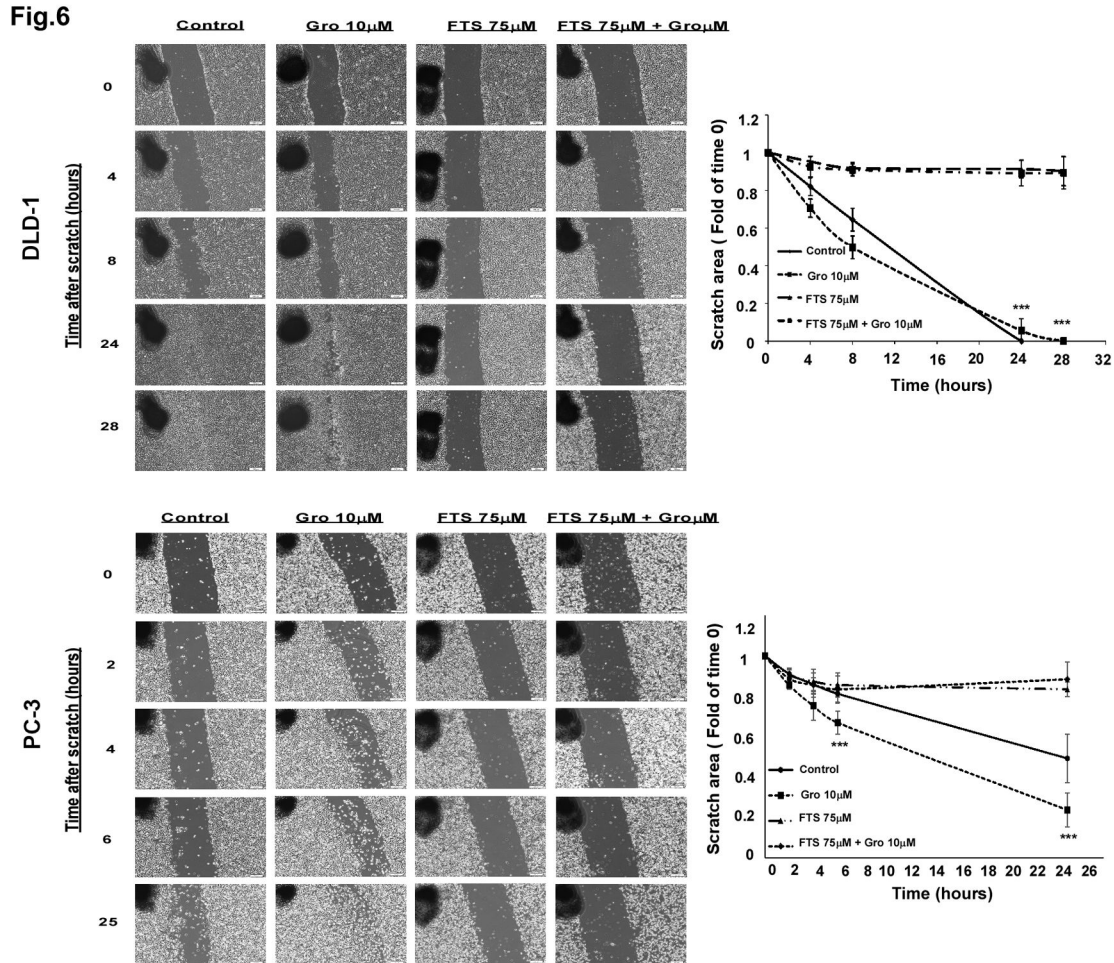 Fig.6
Control Gro 10µM FTS 75µM FTS 75µM + GroµM
DLD-1
Time after scratch (hours)
0
4
8
24
28
Scratch area ( Fold of time 0)
1.2
1
0.8
0.6
0.4
0.2
0
Control
Gro 10µM
FTS 75µM
FTS 75µM + Gro 10µM
*** ***
0 4 8 12 16 20 24 28 32
Time (hours)
Control Gro 10µM FTS 75µM FTS 75µM + GroµM
PC-3
Time after scratch (hours)
0
2
4
6
25
Scratch area ( Fold of time 0)
1.2
1
0.8
0.6
0.4
0.2
0
***
Control
Gro 10µM
FTS 75µM
FTS 75µM + Gro 10µM
***
0 2 4 6 8 10 12 14 16 18 20 22 24 26
Time (hours)